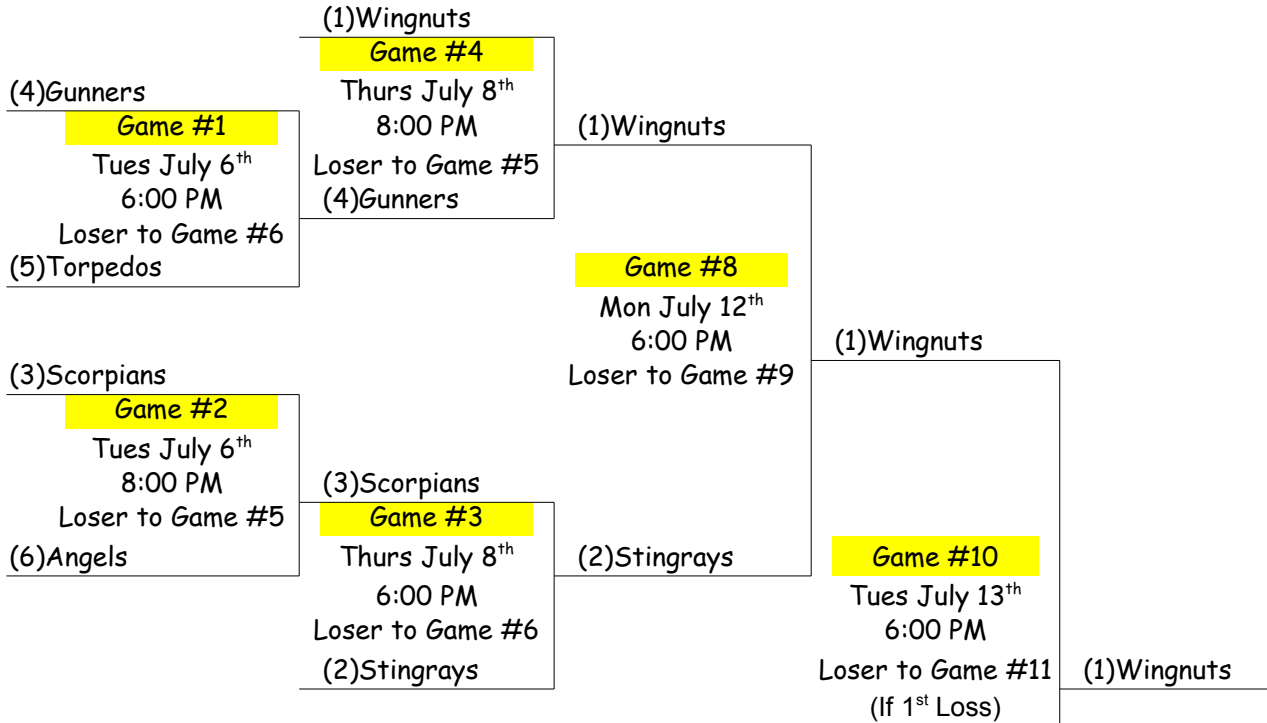 (1)Wingnuts
Game #4
Thurs July 8th
8:00 PM
Loser to Game #5
(4)Gunners
(4)Gunners
Game #1
Tues July 6th
6:00 PM
Loser to Game #6
(5)Torpedos
(1)Wingnuts
Game #8
Mon July 12th
6:00 PM
Loser to Game #9
(3)Scorpians
Game #2
Tues July 6th
8:00 PM
Loser to Game #5
(6)Angels
(3)Scorpians
Game #3
Thurs July 8th
6:00 PM
Loser to Game #6
(2)Stingrays
(2)Stingrays
(1)Wingnuts
Game #10
Tues July 13th
6:00 PM
Loser to Game #11
(If 1st Loss)
(1)Wingnuts